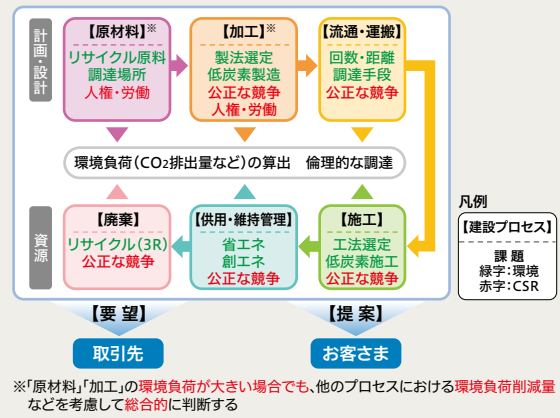 計画・設計
【原材料】※
リサイクル原料
調達場所
人権・労働
【加工】※
製法選定
低炭素製造
公正な競争
人権・労働
【流通・運搬】
回数・距離
調達手段
公正な競争
環境負荷（CO2排出量など）の算出　倫理的な調達
資源
【廃棄】
リサイクル（3R）
公正な競争
【供用・維持管理】
省エネ
創エネ
公正な競争
【施工】
工法選定
低炭素施工
公正な競争
凡例
【建設プロセス】
課題
緑字：環境
赤字：CSR
【要望】
【提案】
取引先
お客さま
※「原材料」「加工」の環境負荷が大きい場合でも、他のプロセスにおける環境負荷削減量
などを考慮して総合的に判断する